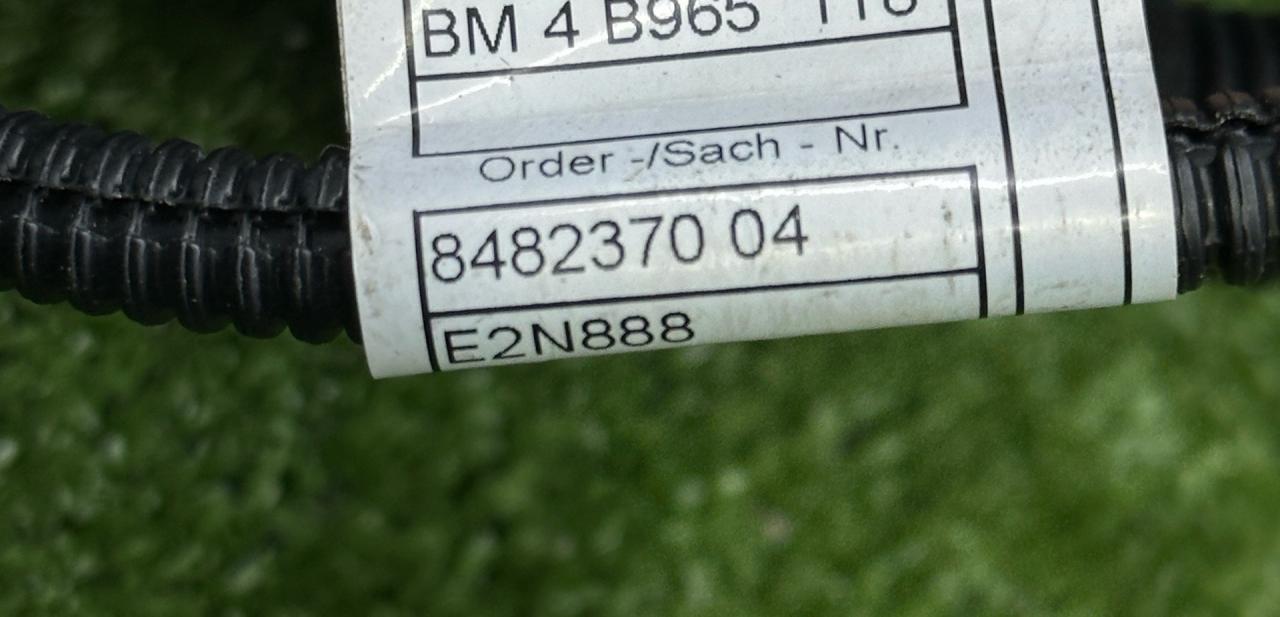 BM 4 B965
Order -/Sach - Nr.
8482370 04
E2N888